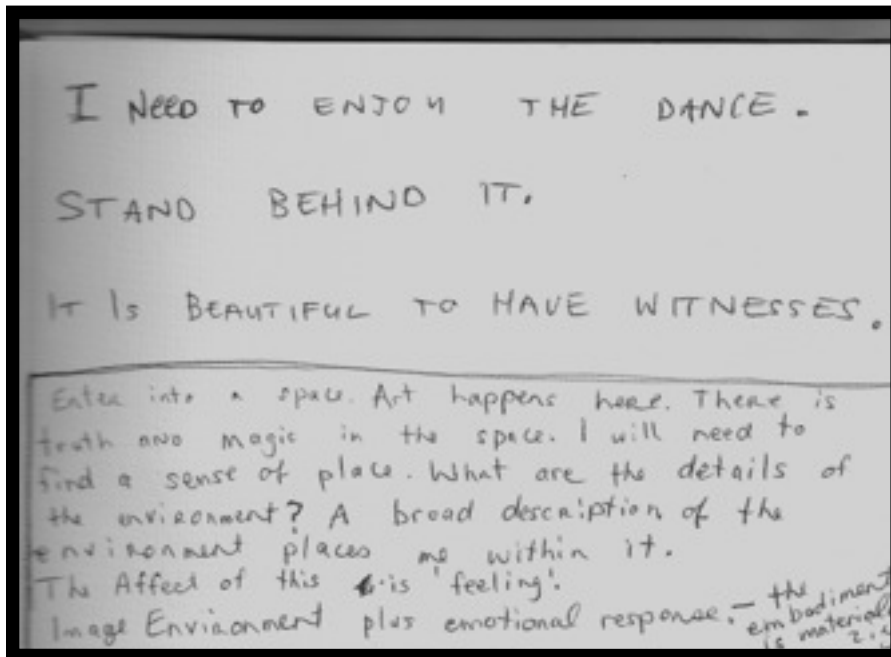 I NEED TO ENJOY THE DANCE.
STAND BEHIND IT.
IT IS BEAUTIFUL TO HAVE WITNESSES.
Enter into a space. Art happens here. There is
truth AND magic in the space. I will need to
find a sense of place. What are the details of
the environment? A broad description of the
environment places me within it.
The Affect of this is 'feeling'.
Image Environment plus emotional response. – the
embodiment
is material